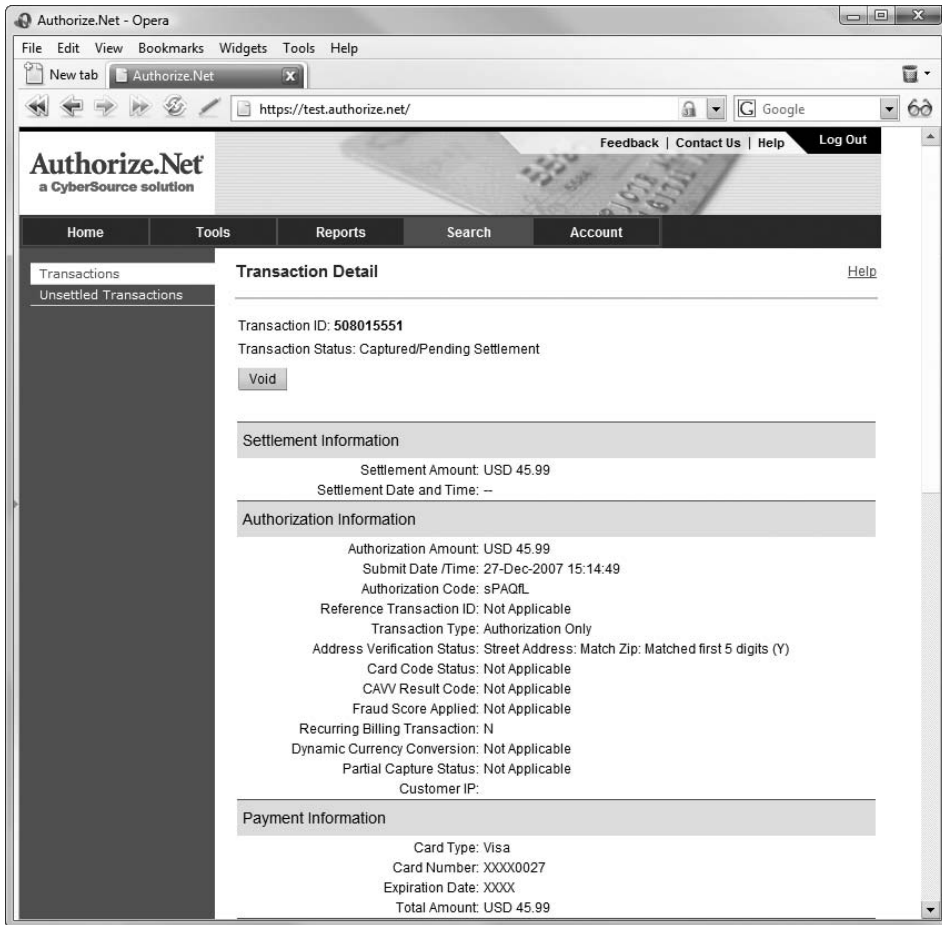 Authorize.Net - Opera
File Edit View Bookmarks Widgets Tools Help
New tab Authorize.Net
https://test.authorize.net/ G Google
Feedback | Contact Us | Help Log Out
Authorize.Net
a CyberSource solution
Home Tools Reports Search Account
Transactions
Unsettled Transactions
Transaction Detail Help
Transaction ID: 508015551
Transaction Status: Captured/Pending Settlement
Void
Settlement Information
Settlement Amount: USD 45.99
Settlement Date and Time: --
Authorization Information
Authorization Amount: USD 45.99
Submit Date /Time: 27-Dec-2007 15:14:49
Authorization Code: sPAQfL
Reference Transaction ID: Not Applicable
Transaction Type: Authorization Only
Address Verification Status: Street Address: Match Zip: Matched first 5 digits (Y)
Card Code Status: Not Applicable
CAVV Result Code: Not Applicable
Fraud Score Applied: Not Applicable
Recurring Billing Transaction: N
Dynamic Currency Conversion: Not Applicable
Partial Capture Status: Not Applicable
Customer IP:
Payment Information
Card Type: Visa
Card Number: XXXX0027
Expiration Date: XXXX
Total Amount: USD 45.99